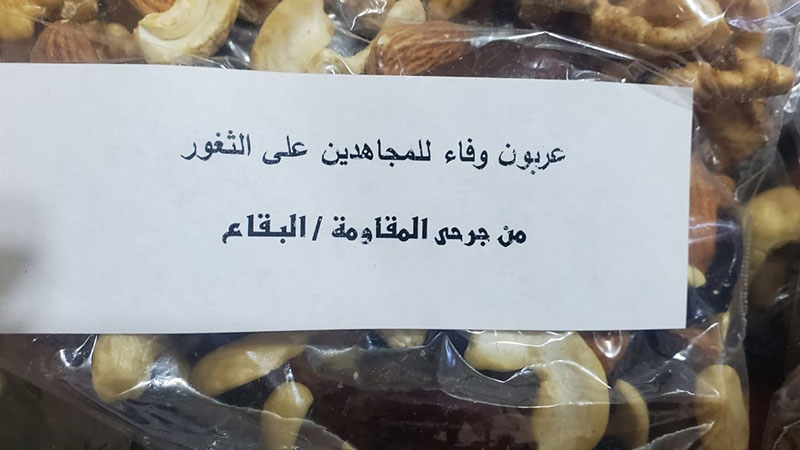 عربون وفاء للمجاهدين على الثغور
من جرحى المقاومة / البقاع